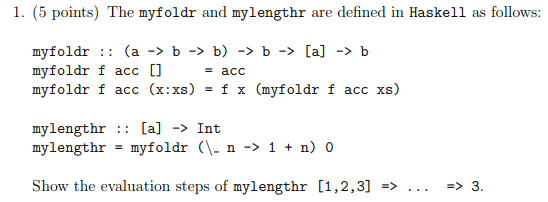 1. (5 points) The myfoldr and mylengthr are defined in Haskell as follows:
myfoldr :: (a -> b -> b) -> b -> [a] -> b
myfoldr f acc []     = acc
myfoldr f acc (x:xs) = f x (myfoldr f acc xs)
mylengthr :: [a] -> Int
mylengthr = myfoldr (\_ n -> 1 + n) 0
Show the evaluation steps of mylengthr [1,2,3] => ... => 3.